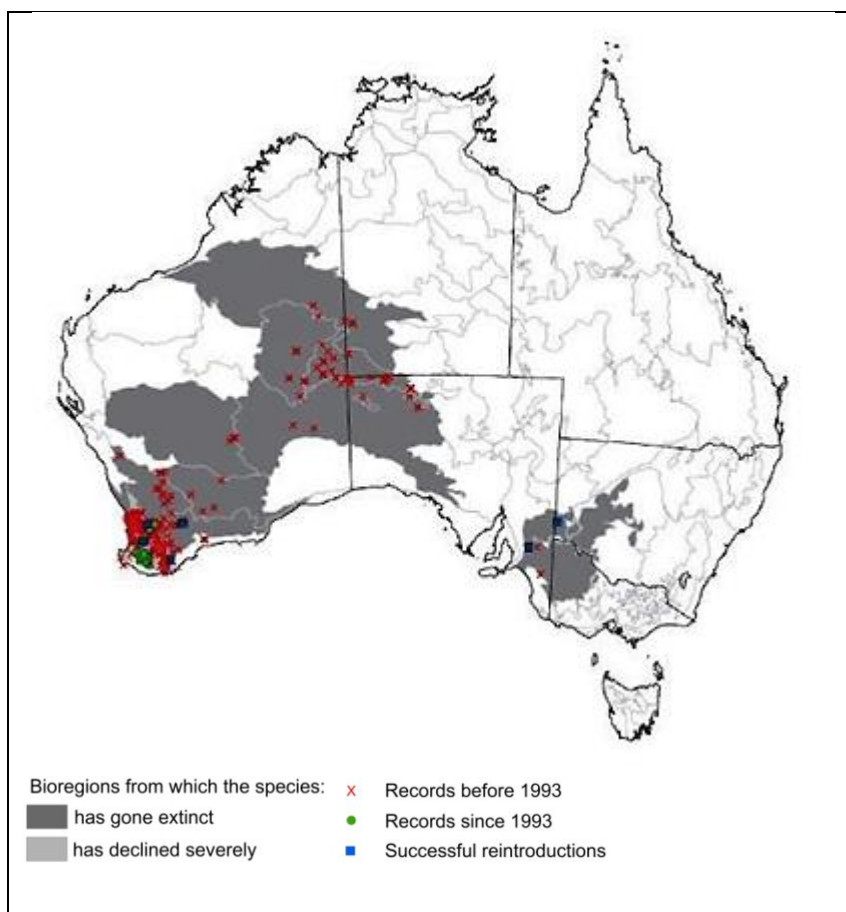 Bioregions from which the species:
has gone extinct
has declined severely
x Records before 1993
Records since 1993
Successful reintroductions